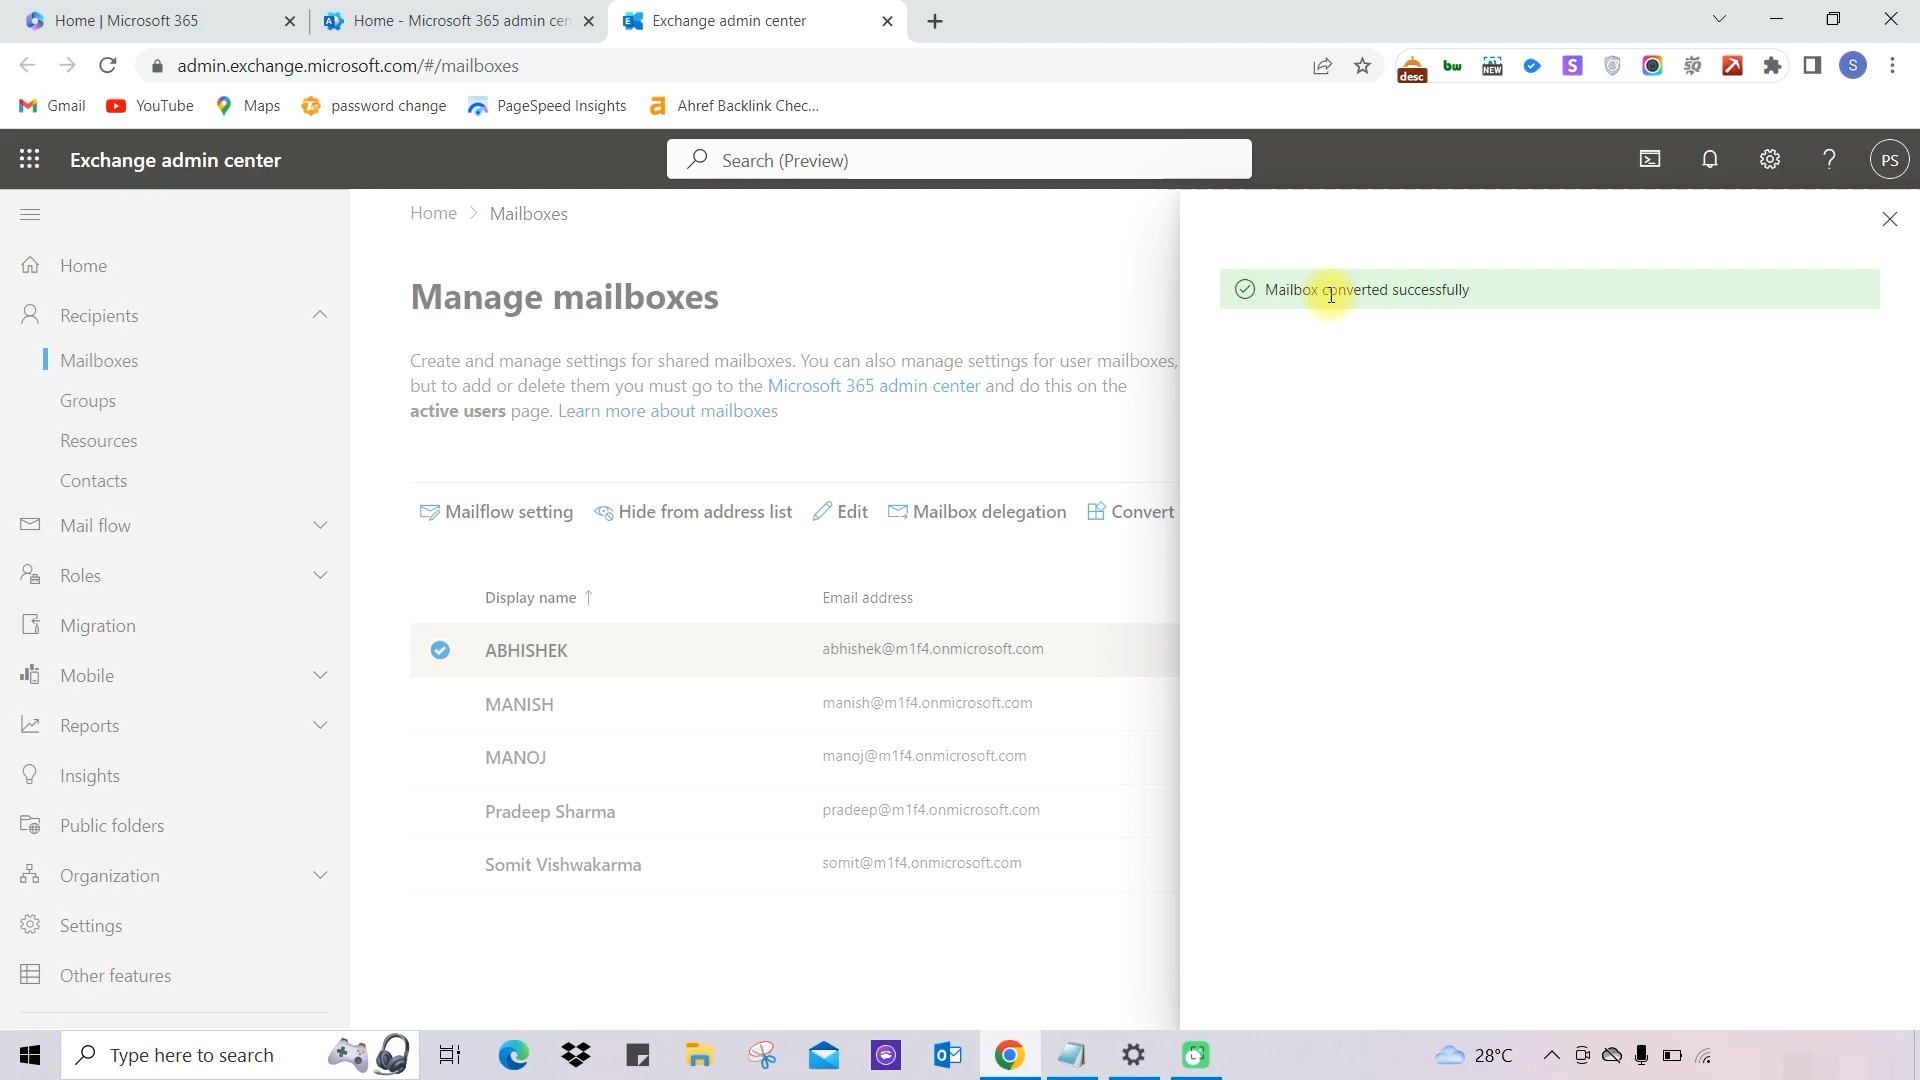 Home | Microsoft 365
Home - Microsoft 365 admin cen
Exchange admin center
admin.exchange.microsoft.com/#/mailboxes
desc
bw
NEW
S
SQ
S
Gmail
YouTube
Maps
password change
PageSpeed Insights
Ahref Backlink Chec...
Exchange admin center
Search (Preview)
PS
Home
Recipients
Mailboxes
Groups
Resources
Contacts
Mail flow
Roles
Migration
Mobile
Reports
Insights
Public folders
Organization
Settings
Other features
Home > Mailboxes
Manage mailboxes
Create and manage settings for shared mailboxes. You can also manage settings for user mailboxes,
but to add or delete them you must go to the Microsoft 365 admin center and do this on the
active users page. Learn more about mailboxes
Mailflow setting
Hide from address list
Edit
Mailbox delegation
Convert
Display name ↑
Email address
ABHISHEK
abhishek@m1f4.onmicrosoft.com
MANISH
manish@m1f4.onmicrosoft.com
MANOJ
manoj@m1f4.onmicrosoft.com
Pradeep Sharma
pradeep@m1f4.onmicrosoft.com
Somit Vishwakarma
somit@m1f4.onmicrosoft.com
Mailbox converted successfully
Type here to search
28°C